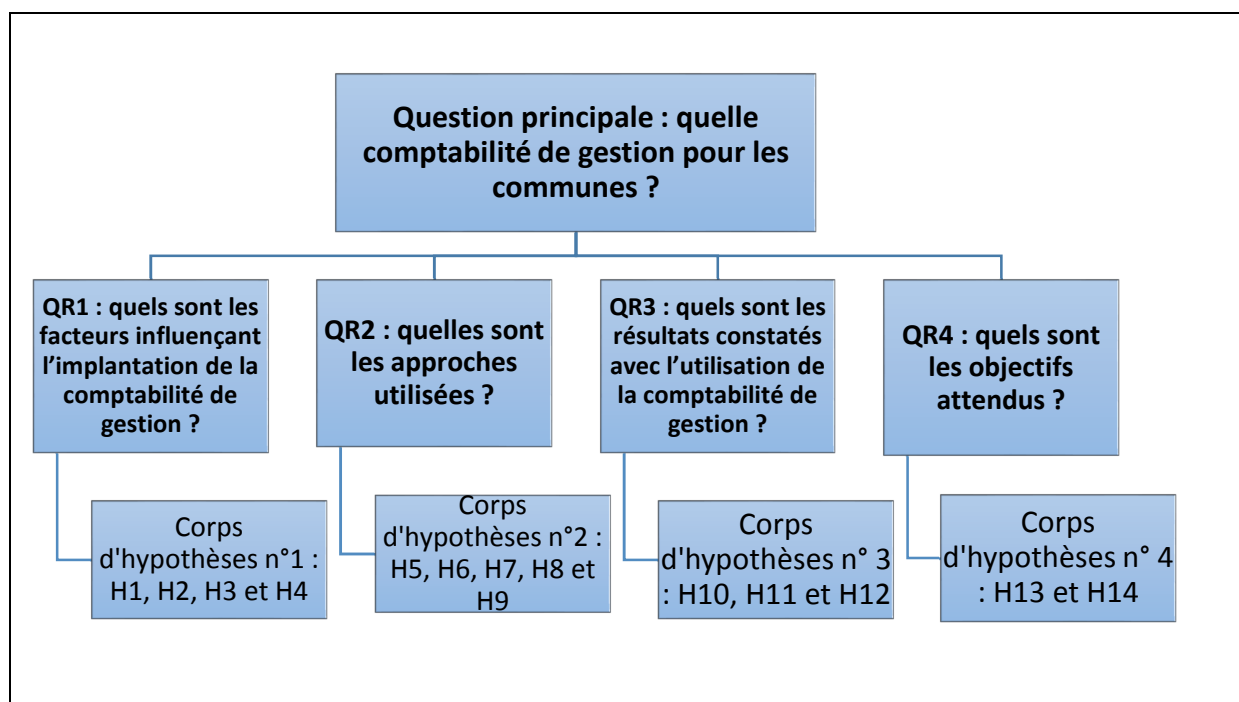 Question principale : quelle
comptabilité de gestion pour les
communes ?
QR1 : quels sont les
facteurs influençant
l’implantation de la
comptabilité de
gestion ?
QR2 : quelles sont
les approches
utilisées ?
QR3 : quels sont les
résultats constatés
avec l’utilisation de
la comptabilité de
gestion ?
QR4 : quels sont
les objectifs
attendus ?
Corps
d'hypothèses n°1 :
H1, H2, H3 et H4
Corps
d'hypothèses n°2 :
H5, H6, H7, H8 et
H9
Corps
d'hypothèses n° 3
: H10, H11 et H12
Corps
d'hypothèses n° 4
: H13 et H14